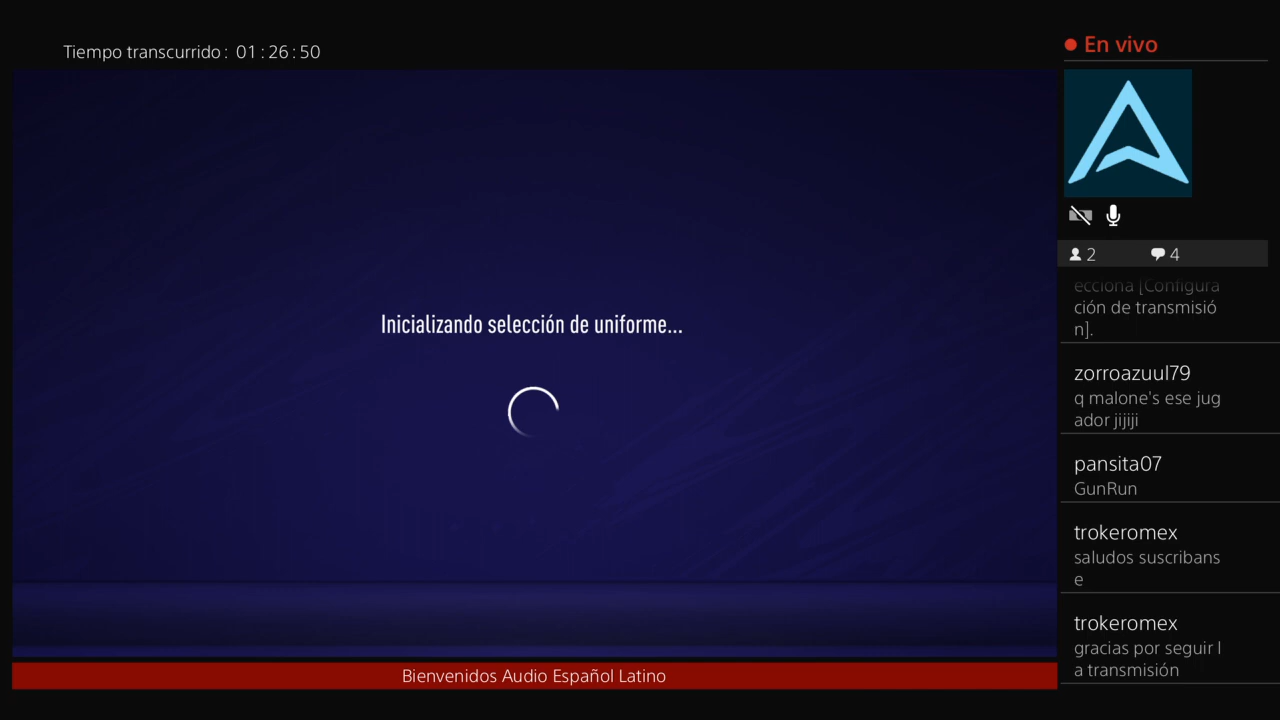 Tiempo transcurrido : 01 : 26 : 50
Inicializando selección de uniforme...
Bienvenidos Audio Español Latino
En vivo
2
4
ecciona [Configura
ción de transmisió
n].
zorroazuul79
q malone's ese jug
ador jijiji
pansita07
GunRun
trokeromex
saludos suscribans
e
trokeromex
gracias por seguir l
a transmisión